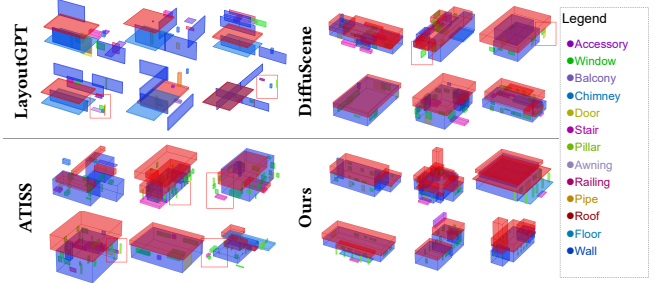 LayoutGPT
DiffuScene
ATISS
Ours
Legend
Accessory
Window
Balcony
Chimney
Door
Stair
Pillar
Awning
Railing
Pipe
Roof
Floor
Wall